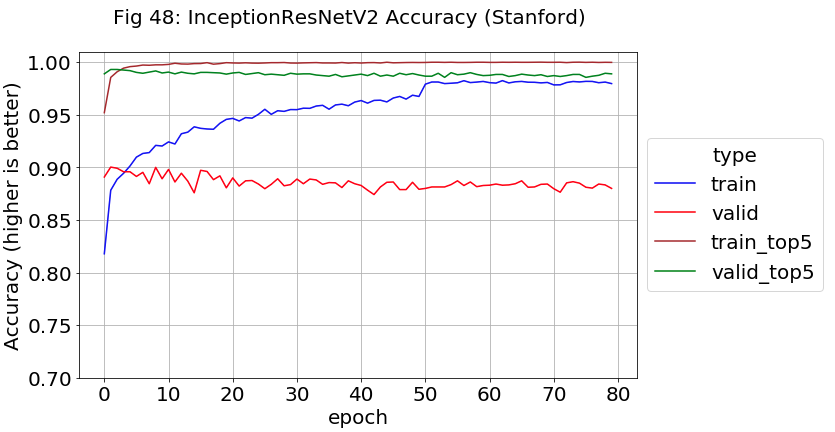 Fig 48: InceptionResNetV2 Accuracy (Stanford)
Accuracy (higher is better)
1.00
0.95
0.90
0.85
0.80
0.75
0.70
0 10 20 30 40 50 60 70 80
epoch
type
train
valid
train_top5
valid_top5